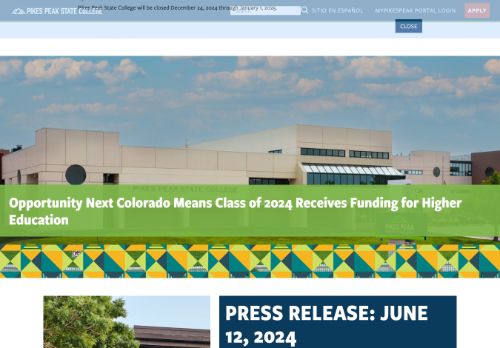 Pikes Peak State College will be closed December 24, 2024 through January 1, 2025.
PIKES PEAK STATE COLLEGE
SITIO EN ESPAÑOL
MYPIKESPEAK PORTAL LOGIN
APPLY
CLOSE
PIKES PEAK STATE COLLEGE
Opportunity Next Colorado Means Class of 2024 Receives Funding for Higher
Education
PRESS RELEASE: JUNE
12, 2024